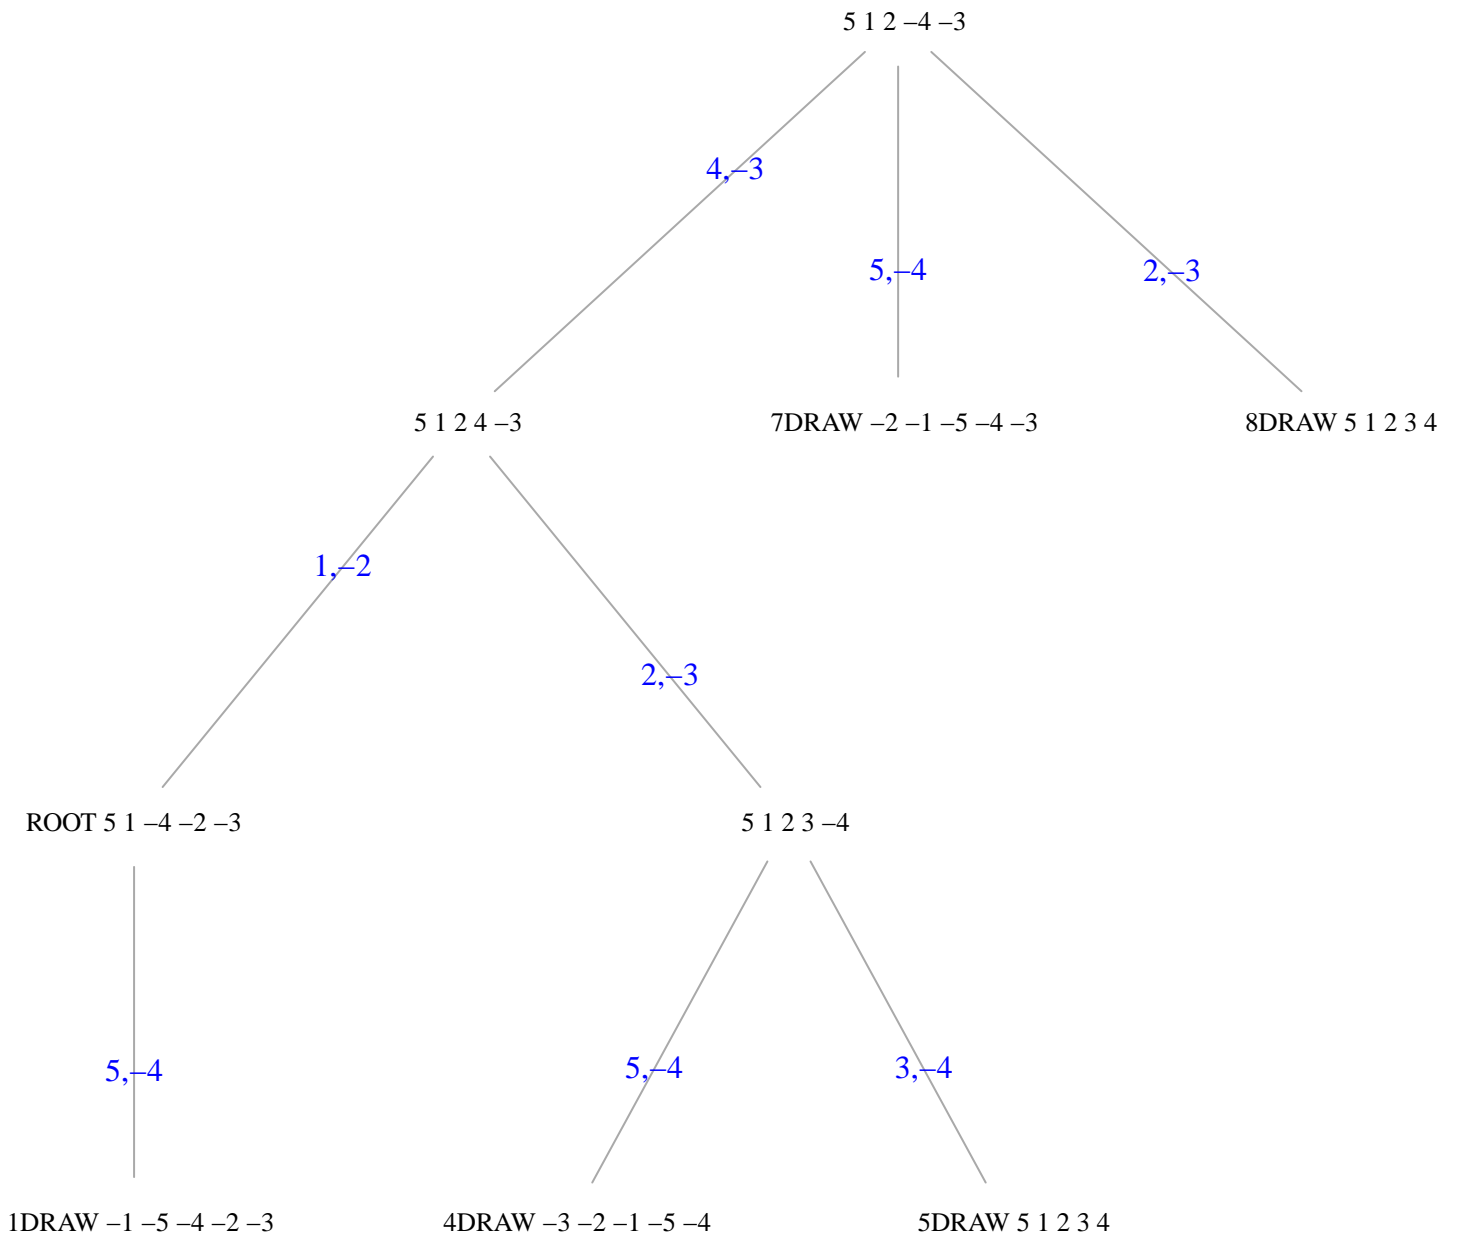 5 1 2 –4 –3
4,–3
5,–4
2,–3
5 1 2 4 –3
7DRAW –2 –1 –5 –4 –3
8DRAW 5 1 2 3 4
1,–2
2,–3
ROOT 5 1 –4 –2 –3
5 1 2 3 –4
5,–4
5,–4
3,–4
1DRAW –1 –5 –4 –2 –3
4DRAW –3 –2 –1 –5 –4
5DRAW 5 1 2 3 4